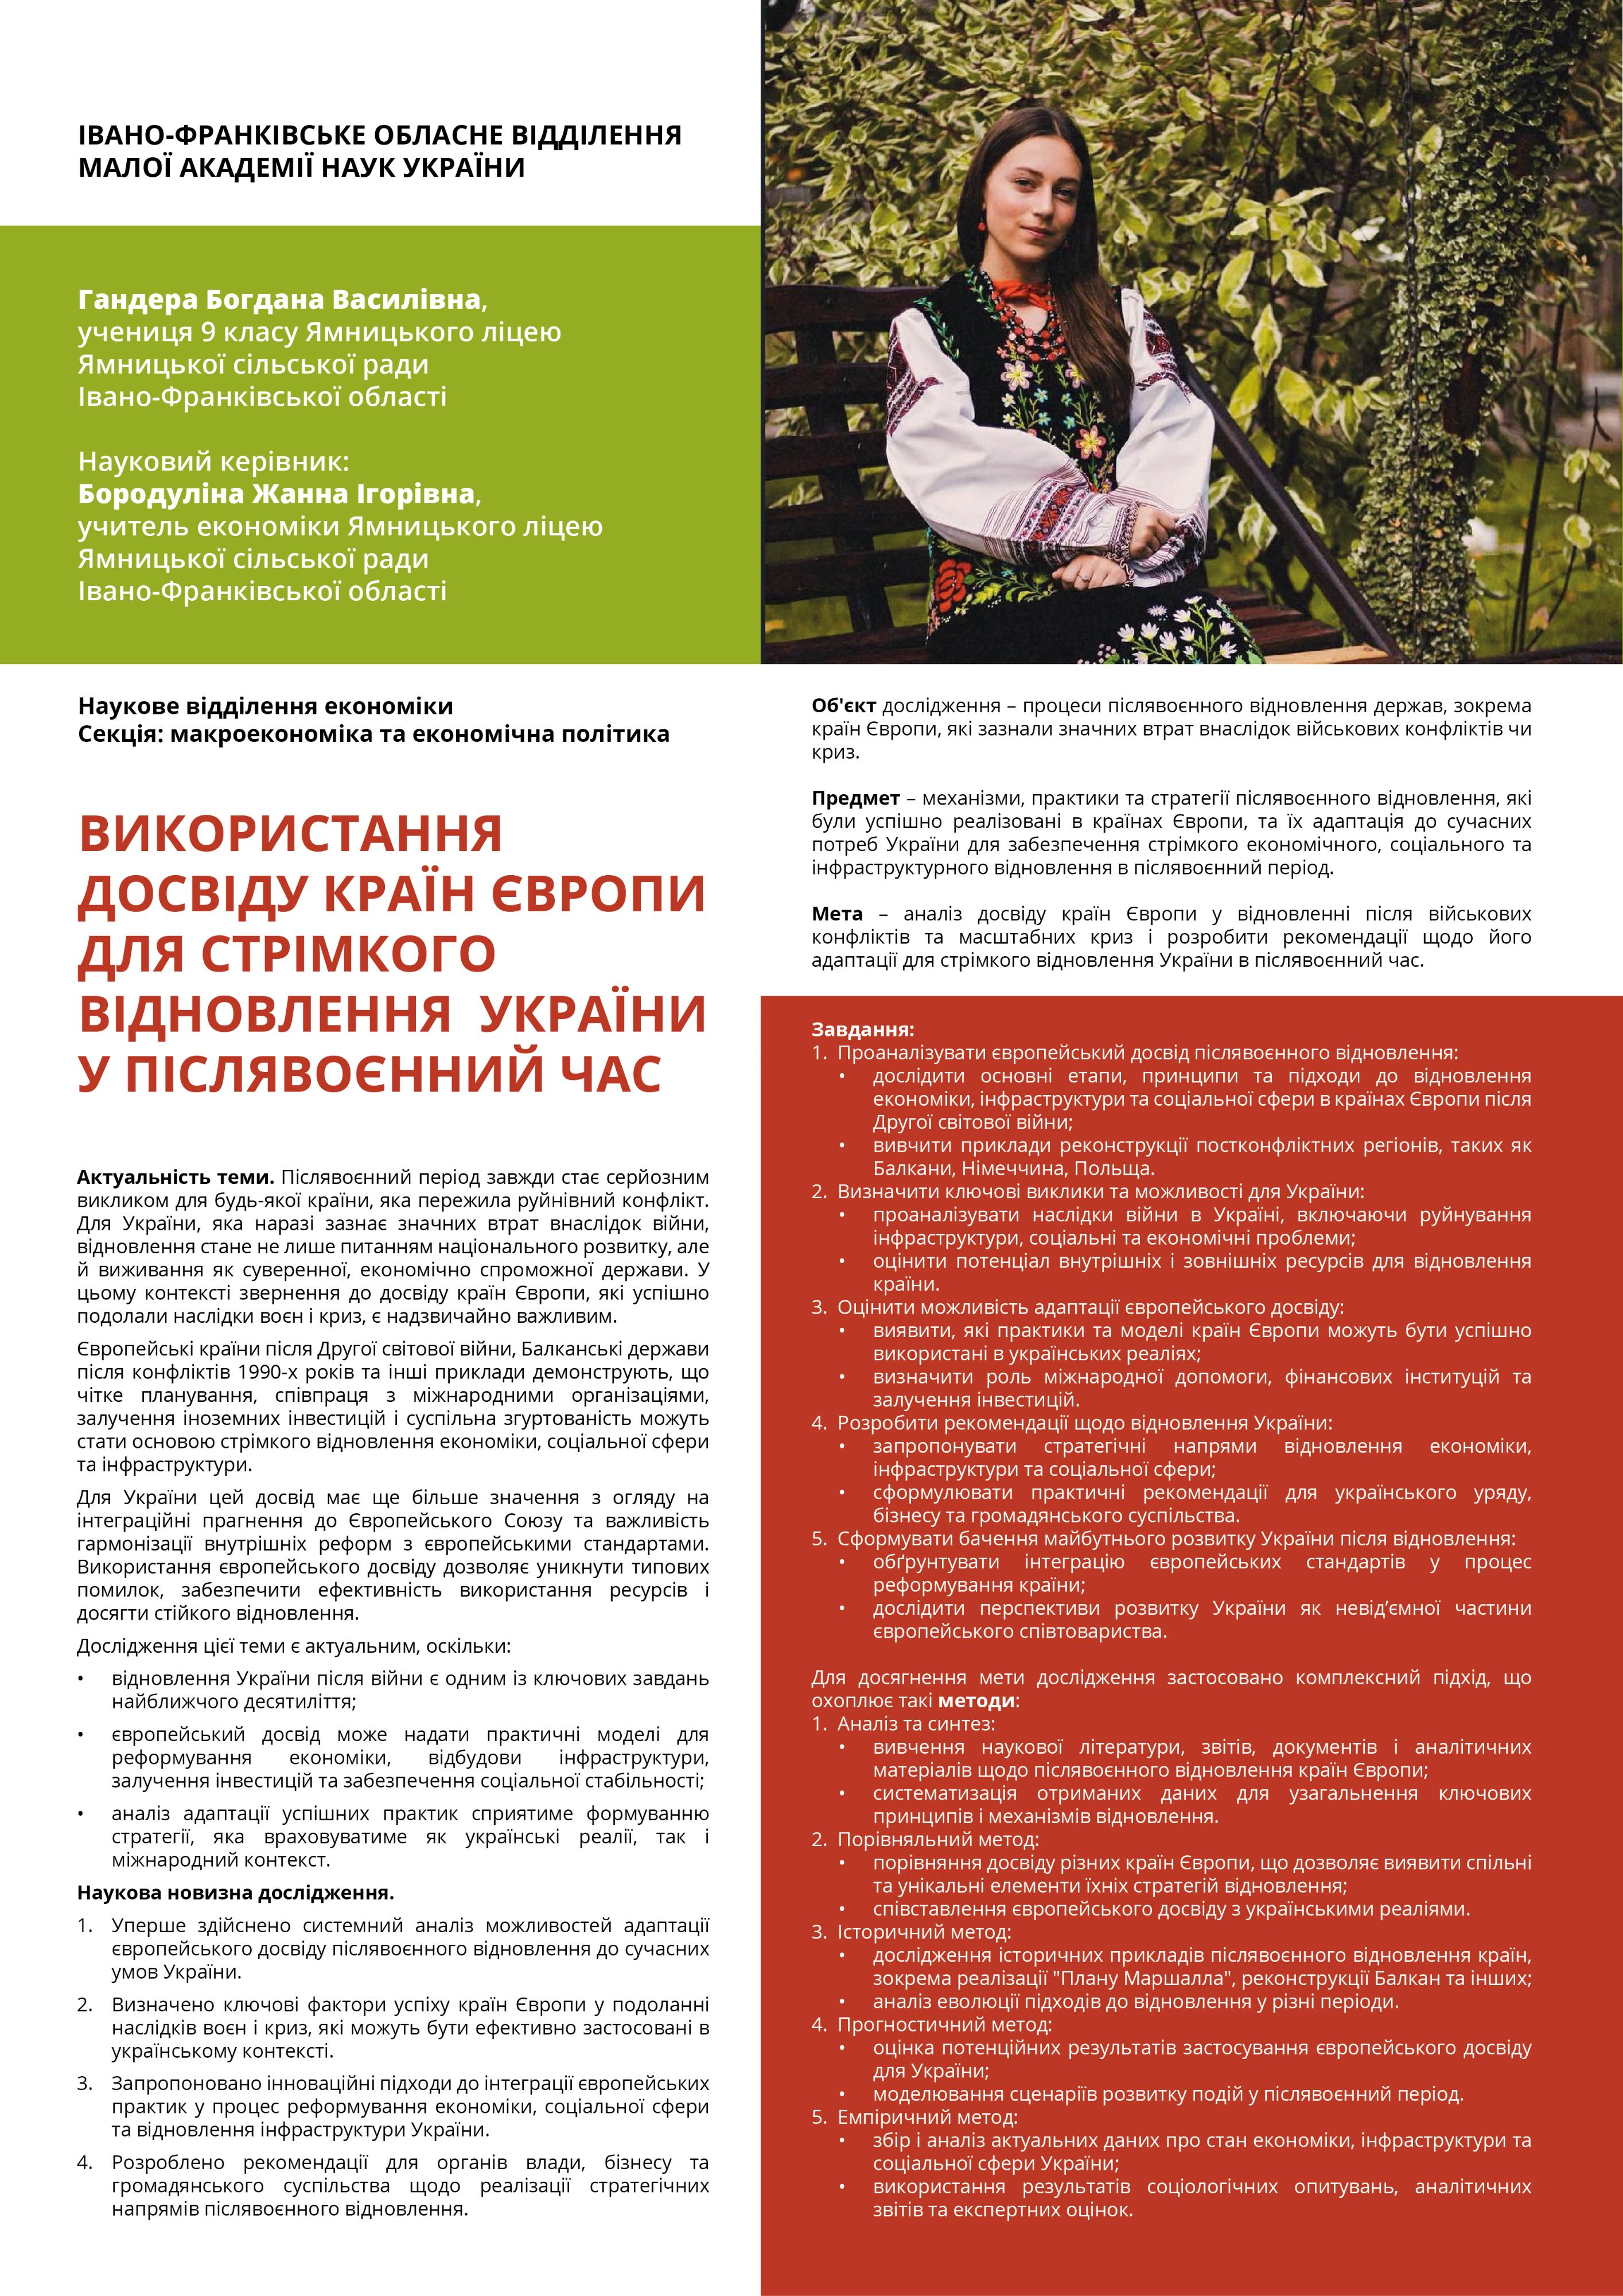 ІВАНО-ФРАНКІВСЬКЕ ОБЛАСНЕ ВІДДІЛЕННЯ
МАЛОЇ АКАДЕМІЇ НАУК УКРАЇНИ
Гандера Богдана Василівна,
учениця 9 класу Ямницького ліцею
Ямницької сільської ради
Івано-Франківської області
Науковий керівник:
Бородуліна Жанна Ігорівна,
учитель економіки Ямницького ліцею
Ямницької сільської ради
Івано-Франківської області
Наукове відділення економіки
Секція: макроекономіка та економічна політика
ВИКОРИСТАННЯ
ДОСВІДУ КРАЇН ЄВРОПИ
ДЛЯ СТРІМКОГО
ВІДНОВЛЕННЯ УКРАЇНИ
У ПІСЛЯВОЄННИЙ ЧАС
Актуальність теми. Післявоєнний період завжди стає серйозним
викликом для будь-якої країни, яка пережила руйнівний конфлікт.
Для України, яка наразі зазнає значних втрат внаслідок війни,
відновлення стане не лише питанням національного розвитку, але
й виживання як суверенної, економічно спроможної держави. У
цьому контексті звернення до досвіду країн Європи, які успішно
подолали наслідки воєн і криз, є надзвичайно важливим.
Європейські країни після Другої світової війни, Балканські держави
після конфліктів 1990-х років та інші приклади демонструють, що
чітке планування, співпраця з міжнародними організаціями,
залучення іноземних інвестицій і суспільна згуртованість можуть
стати основою стрімкого відновлення економіки, соціальної сфери
та інфраструктури.
Для України цей досвід має ще більше значення з огляду на
інтеграційні прагнення до Європейського Союзу та важливість
гармонізації внутрішніх реформ з європейськими стандартами.
Використання європейського досвіду дозволяє уникнути типових
помилок, забезпечити ефективність використання ресурсів і
досягти стійкого відновлення.
Дослідження цієї теми є актуальним, оскільки:
• відновлення України після війни є одним із ключових завдань
найближчого десятиліття;
• європейський досвід може надати практичні моделі для
реформування економіки, відбудови інфраструктури,
залучення інвестицій та забезпечення соціальної стабільності;
• аналіз адаптації успішних практик сприятиме формуванню
стратегії, яка враховуватиме як українські реалії, так і
міжнародний контекст.
Наукова новизна дослідження.
1. Уперше здійснено системний аналіз можливостей адаптації
європейського досвіду післявоєнного відновлення до сучасних
умов України.
2. Визначено ключові фактори успіху країн Європи у подоланні
наслідків воєн і криз, які можуть бути ефективно застосовані в
українському контексті.
3. Запропоновано інноваційні підходи до інтеграції європейських
практик у процес реформування економіки, соціальної сфери
та відновлення інфраструктури України.
4. Розроблено рекомендації для органів влади, бізнесу та
громадянського суспільства щодо реалізації стратегічних
напрямів післявоєнного відновлення.
Об'єкт дослідження – процеси післявоєнного відновлення держав, зокрема
країн Європи, які зазнали значних втрат внаслідок військових конфліктів чи
криз.
Предмет – механізми, практики та стратегії післявоєнного відновлення, які
були успішно реалізовані в країнах Європи, та їх адаптація до сучасних
потреб України для забезпечення стрімкого економічного, соціального та
інфраструктурного відновлення в післявоєнний період.
Мета – аналіз досвіду країн Європи у відновленні після військових
конфліктів та масштабних криз і розробити рекомендації щодо його
адаптації для стрімкого відновлення України в післявоєнний час.
Завдання:
1. Проаналізувати європейський досвід післявоєнного відновлення:
• дослідити основні етапи, принципи та підходи до відновлення
економіки, інфраструктури та соціальної сфери в країнах Європи після
Другої світової війни;
• вивчити приклади реконструкції постконфліктних регіонів, таких як
Балкани, Німеччина, Польща.
2. Визначити ключові виклики та можливості для України:
• проаналізувати наслідки війни в Україні, включаючи руйнування
інфраструктури, соціальні та економічні проблеми;
• оцінити потенціал внутрішніх і зовнішніх ресурсів для відновлення
країни.
3. Оцінити можливість адаптації європейського досвіду:
• виявити, які практики та моделі країн Європи можуть бути успішно
використані в українських реаліях;
• визначити роль міжнародної допомоги, фінансових інституцій та
залучення інвестицій.
4. Розробити рекомендації щодо відновлення України:
• запропонувати стратегічні напрями відновлення економіки,
інфраструктури та соціальної сфери;
• сформулювати практичні рекомендації для українського уряду,
бізнесу та громадянського суспільства.
5. Сформувати бачення майбутнього розвитку України після відновлення:
• обґрунтувати інтеграцію європейських стандартів у процес
реформування країни;
• дослідити перспективи розвитку України як невід’ємної частини
європейського співтовариства.
Для досягнення мети дослідження застосовано комплексний підхід, що
охоплює такі методи:
1. Аналіз та синтез:
• вивчення наукової літератури, звітів, документів і аналітичних
матеріалів щодо післявоєнного відновлення країн Європи;
• систематизація отриманих даних для узагальнення ключових
принципів і механізмів відновлення.
2. Порівняльний метод:
• порівняння досвіду різних країн Європи, що дозволяє виявити спільні
та унікальні елементи їхніх стратегій відновлення;
• співставлення європейського досвіду з українськими реаліями.
3. Історичний метод:
• дослідження історичних прикладів післявоєнного відновлення країн,
зокрема реалізації "Плану Маршалла", реконструкції Балкан та інших;
• аналіз еволюції підходів до відновлення у різні періоди.
4. Прогностичний метод:
• оцінка потенційних результатів застосування європейського досвіду
для України;
• моделювання сценаріїв розвитку подій у післявоєнний період.
5. Емпіричний метод:
• збір і аналіз актуальних даних про стан економіки, інфраструктури та
соціальної сфери України;
• використання результатів соціологічних опитувань, аналітичних
звітів та експертних оцінок.